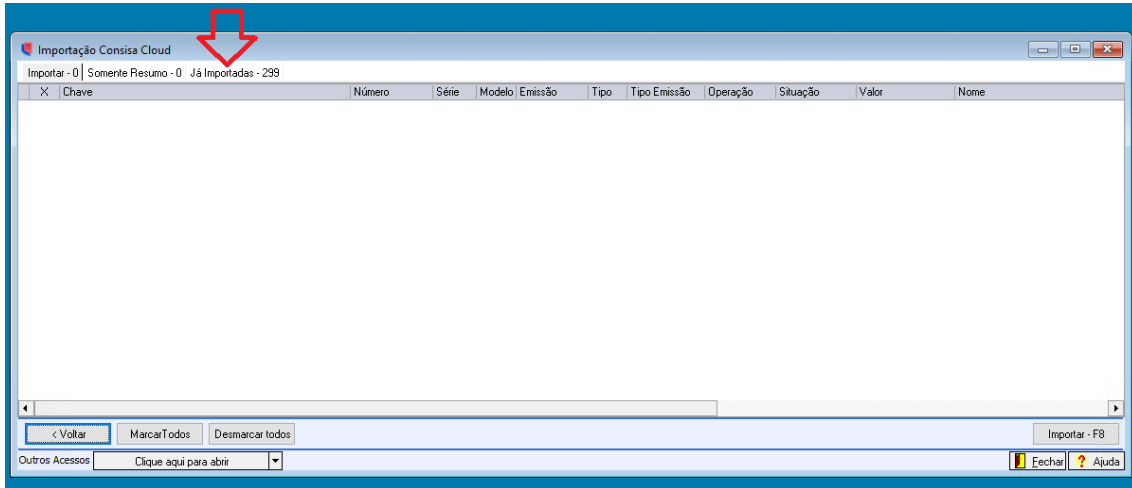 Importação Consisa Cloud
Importar - 0 Somente Resumo - 0 Já Importadas - 299
X Chave Número Série Modelo Emissão Tipo Tipo Emissão Operação Situação Valor Nome
< Voltar MarcarTodos Desmarcar todos Importar - F8
Outros Acessos Clique aqui para abrir Fechar ? Ajuda